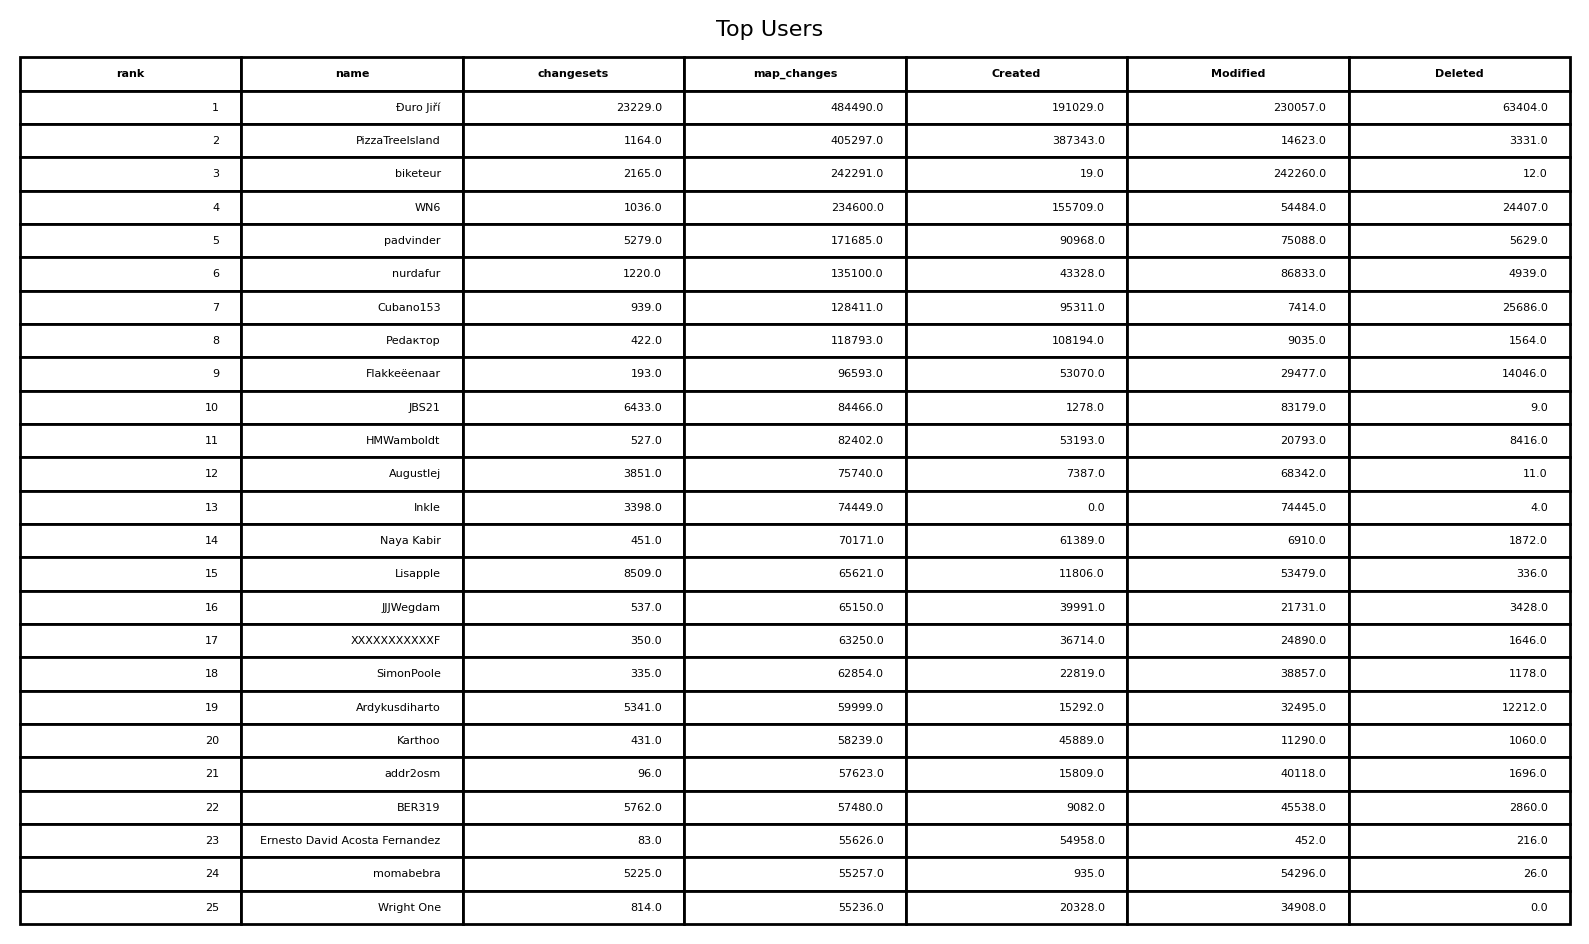 Top Users
rank name changesets map_changes Created Modified Deleted
1 Đuro Jiří 23229.0 484490.0 191029.0 230057.0 63404.0
2 PizzaTreeIsland 1164.0 405297.0 387343.0 14623.0 3331.0
3 biketeur 2165.0 242291.0 19.0 242260.0 12.0
4 WN6 1036.0 234600.0 155709.0 54484.0 24407.0
5 padvinder 5279.0 171685.0 90968.0 75088.0 5629.0
6 nurdafur 1220.0 135100.0 43328.0 86833.0 4939.0
7 Cubano153 939.0 128411.0 95311.0 7414.0 25686.0
8 Pedактор 422.0 118793.0 108194.0 9035.0 1564.0
9 Flakkeëenaar 193.0 96593.0 53070.0 29477.0 14046.0
10 JBS21 6433.0 84466.0 1278.0 83179.0 9.0
11 HMWamboldt 527.0 82402.0 53193.0 20793.0 8416.0
12 Augustlej 3851.0 75740.0 7387.0 68342.0 11.0
13 Inkle 3398.0 74449.0 0.0 74445.0 4.0
14 Naya Kabir 451.0 70171.0 61389.0 6910.0 1872.0
15 Lisapple 8509.0 65621.0 11806.0 53479.0 336.0
16 JJJWegdam 537.0 65150.0 39991.0 21731.0 3428.0
17 XXXXXXXXXXXF 350.0 63250.0 36714.0 24890.0 1646.0
18 SimonPoole 335.0 62854.0 22819.0 38857.0 1178.0
19 Ardykusdiharto 5341.0 59999.0 15292.0 32495.0 12212.0
20 Karthoo 431.0 58239.0 45889.0 11290.0 1060.0
21 addr2osm 96.0 57623.0 15809.0 40118.0 1696.0
22 BER319 5762.0 57480.0 9082.0 45538.0 2860.0
23 Ernesto David Acosta Fernandez 83.0 55626.0 54958.0 452.0 216.0
24 momabebra 5225.0 55257.0 935.0 54296.0 26.0
25 Wright One 814.0 55236.0 20328.0 34908.0 0.0